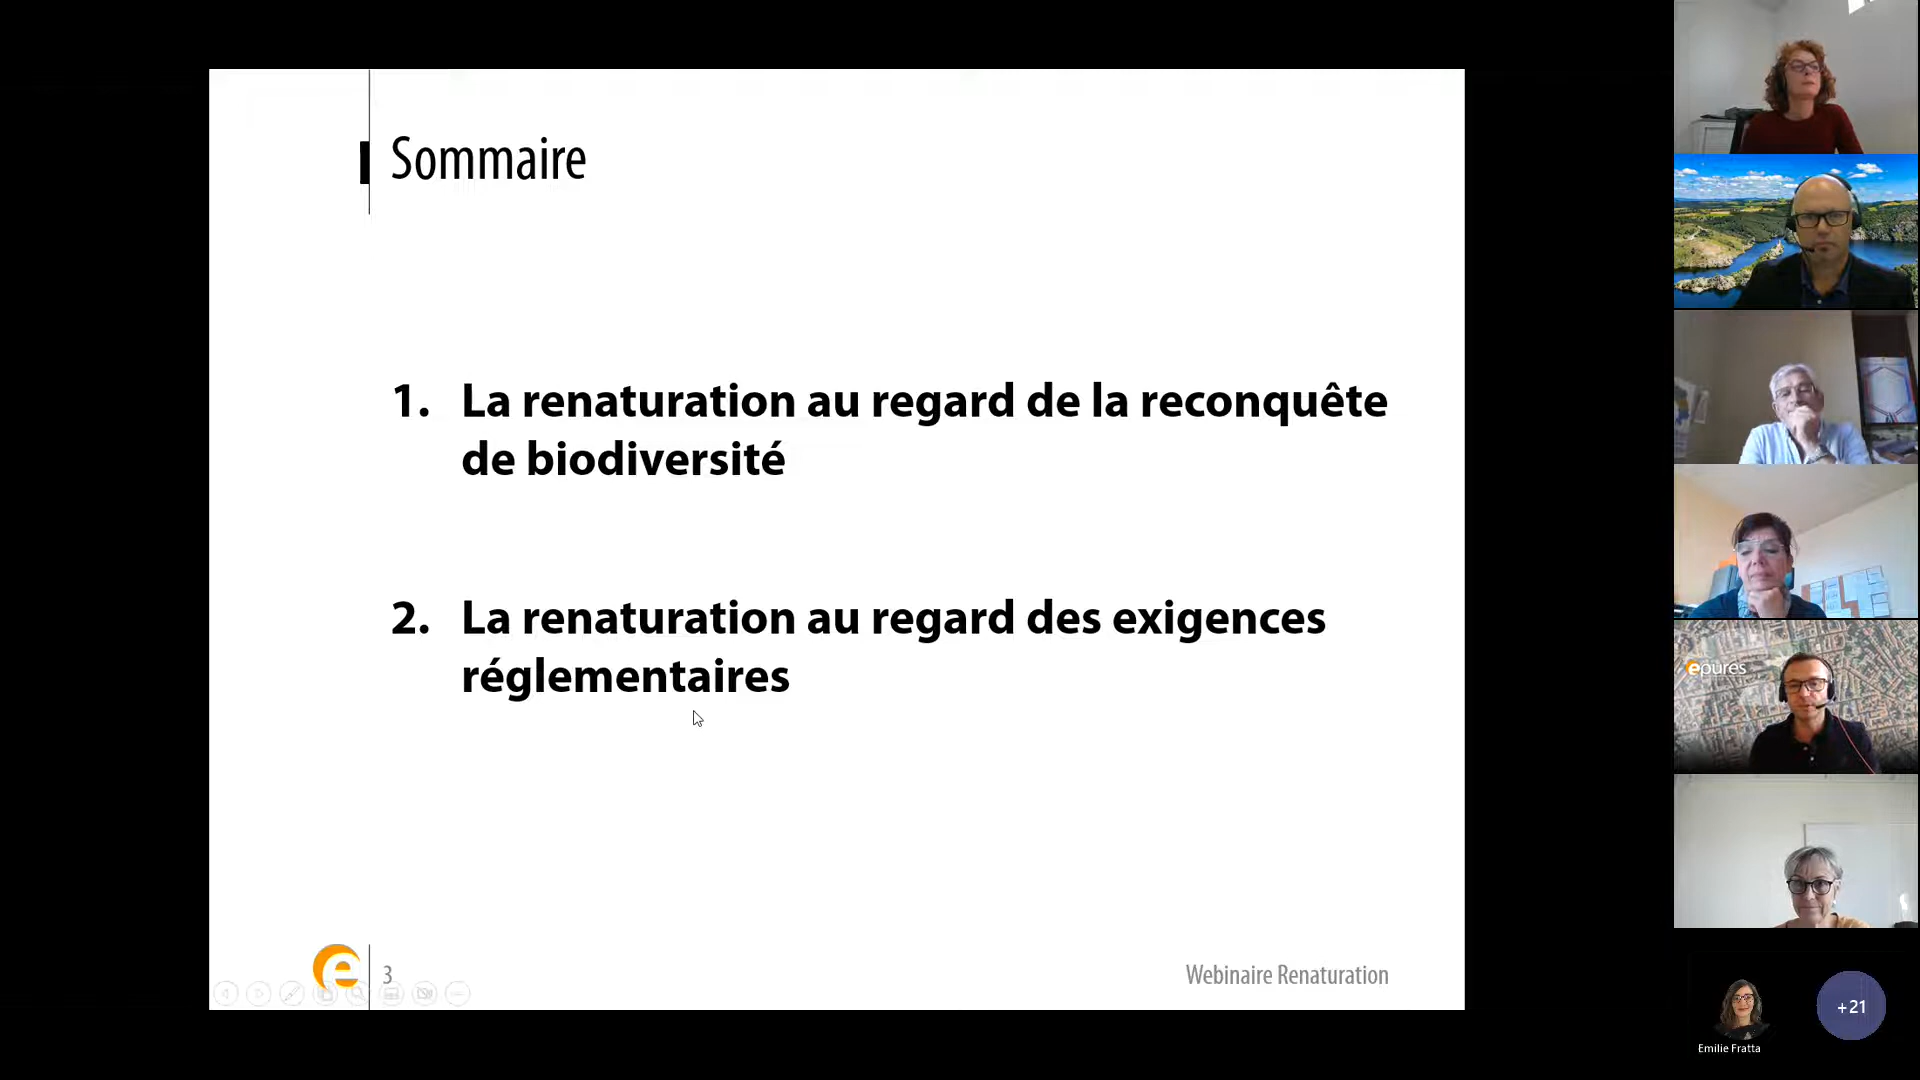 Sommaire
1. La renaturation au regard de la reconquête
de biodiversité
2. La renaturation au regard des exigences
réglementaires
e
3
Webinaire Renaturation
epures
+21
Emilie Fratta